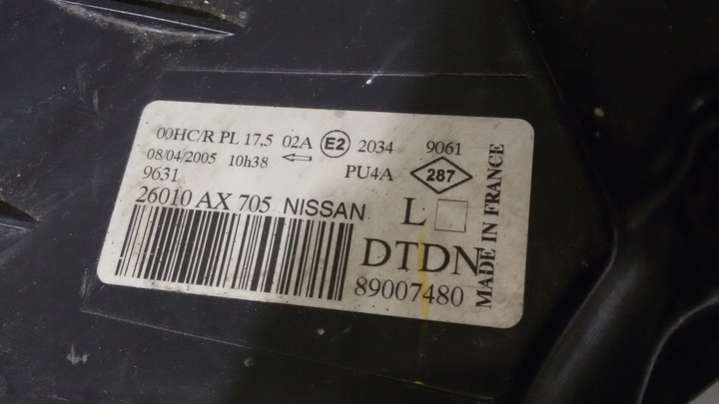 00HC/R PL 17,5 02A E2 2034 9061
08/04/2005 10h38 PU4A 287
9631
26010 AX 705 NISSAN L
DTDN
89007480
MADE IN FRANCE